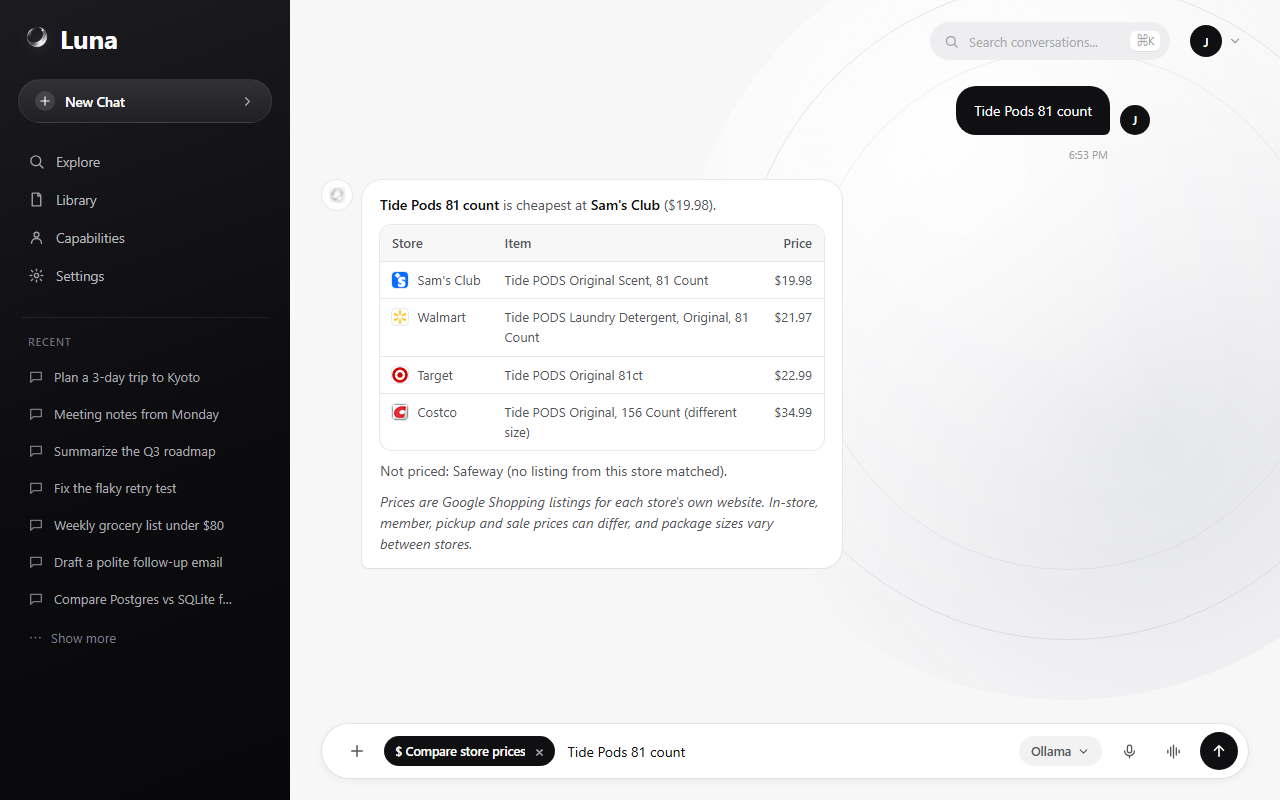 Luna
New Chat
Explore
Library
Capabilities
Settings
RECENT
Plan a 3-day trip to Kyoto
Meeting notes from Monday
Summarize the Q3 roadmap
Fix the flaky retry test
Weekly grocery list under $80
Draft a polite follow-up email
Compare Postgres vs SQLite f...
Show more
Search conversations... ⌘K
J
Tide Pods 81 count
J
6:53 PM
Tide Pods 81 count is cheapest at Sam's Club ($19.98).
Store Item Price
Sam's Club Tide PODS Original Scent, 81 Count $19.98
Walmart Tide PODS Laundry Detergent, Original, 81 $21.97
Count
Target Tide PODS Original 81ct $22.99
Costco Tide PODS Original, 156 Count (different $34.99
size)
Not priced: Safeway (no listing from this store matched).
Prices are Google Shopping listings for each store's own website. In-store,
member, pickup and sale prices can differ, and package sizes vary
between stores.
$ Compare store prices × Tide Pods 81 count
Ollama